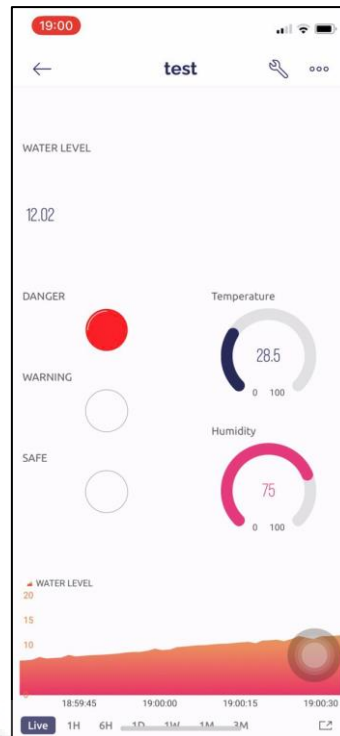 19:00
test
WATER LEVEL
12.02
DANGER
WARNING
SAFE
Temperature
28.5
0 100
Humidity
75
0 100
WATER LEVEL
20
15
10
18:59:45 19:00:00 19:00:15 19:00:30
Live 1H 6H 1D 1W 1M 3M